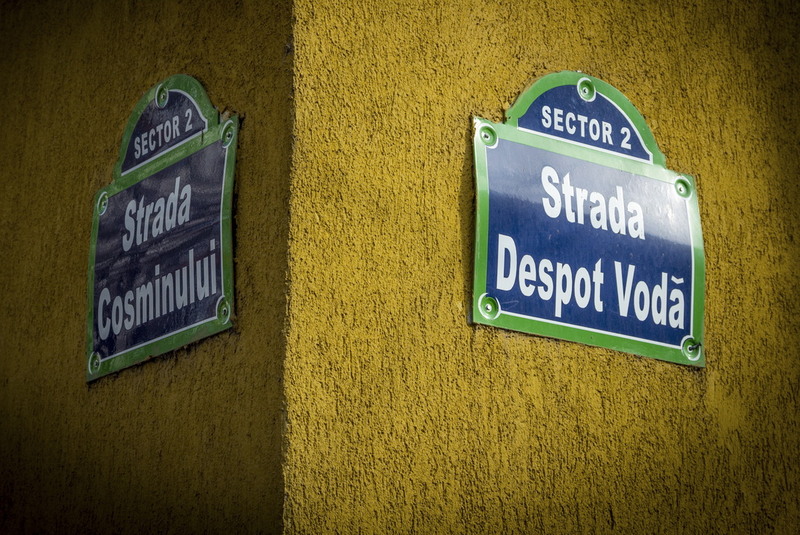 SECTOR 2
Strada
Cosminului
SECTOR 2
Strada
Despot Vodă